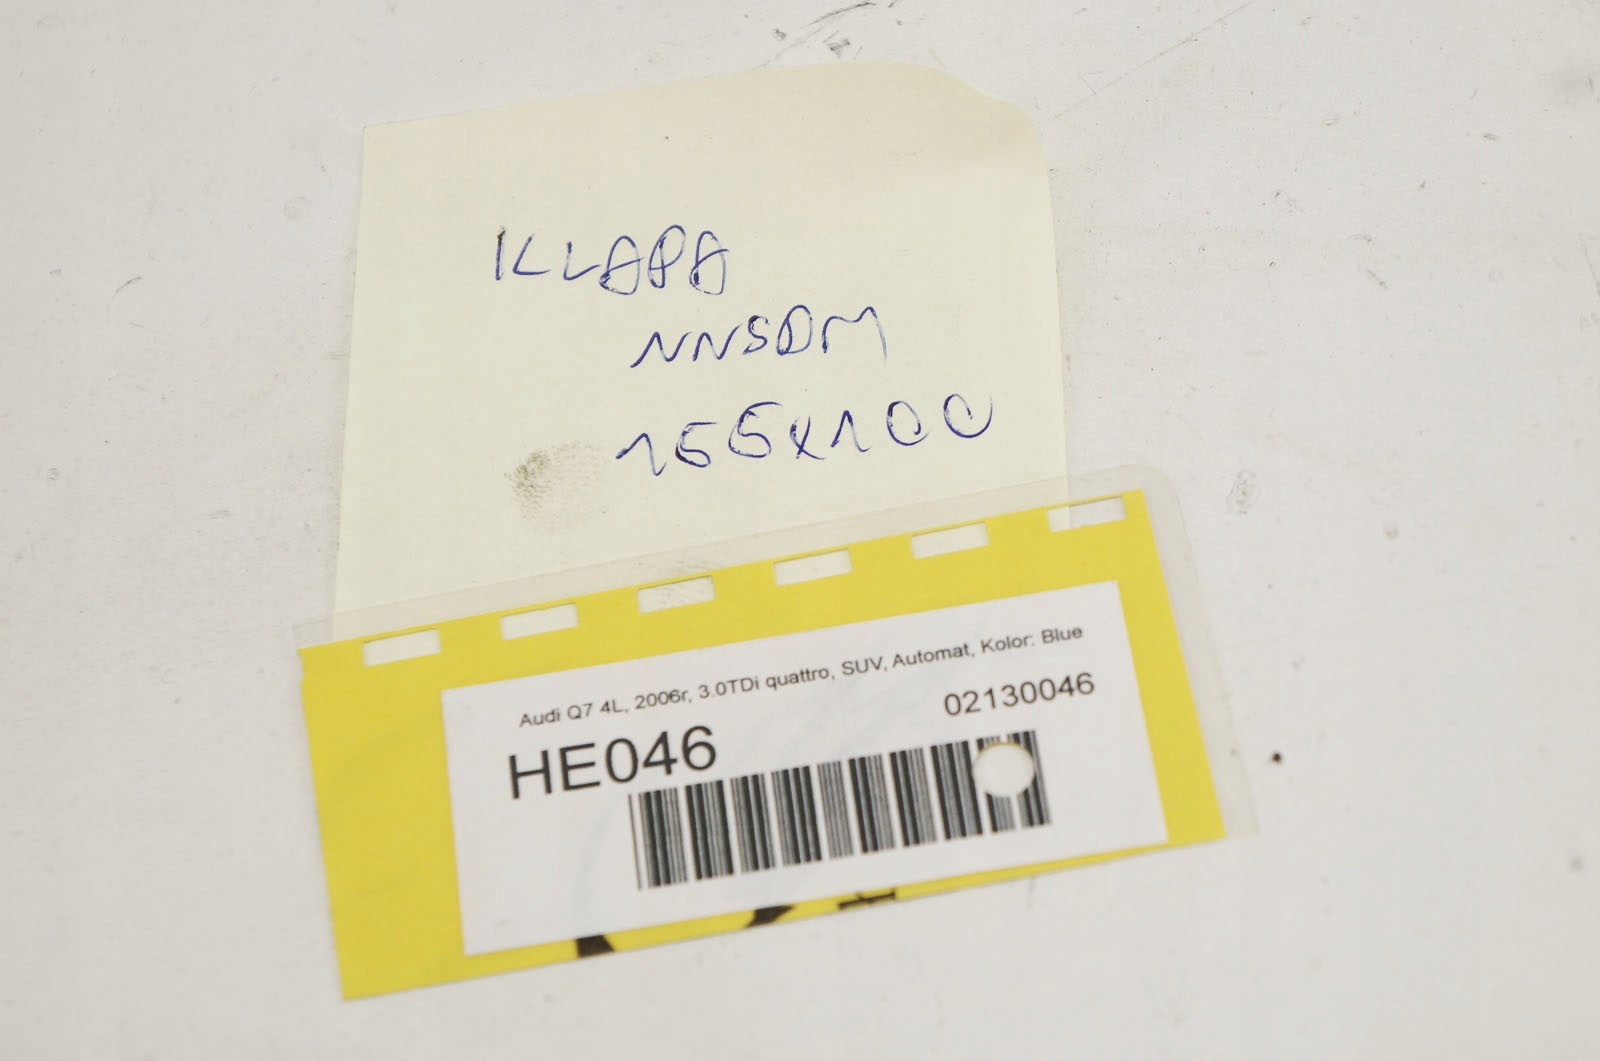 KLAPA
NNSDM
155x100
Audi Q7 4L, 2006r, 3.0TDi quattro, SUV, Automat, Kolor: Blue
02130046
HE046